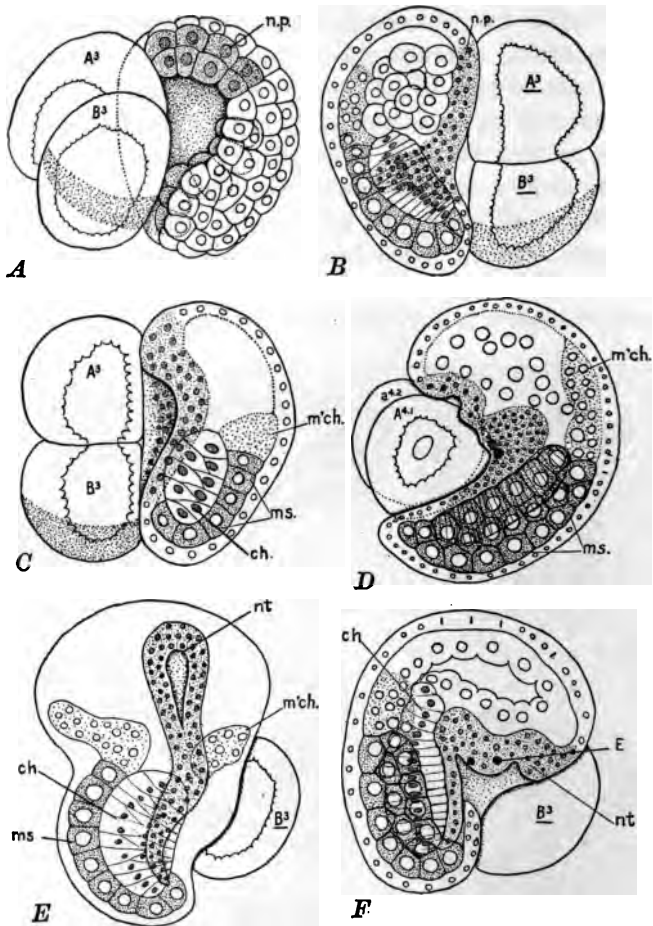 n.p.
A³
B³
A
n.p.
A³
B³
B
A³
B³
m'ch.
ms.
ch.
C
m'ch.
a⁴·²
A⁴·¹
ms.
D
nt
m'ch.
ch
ms
B³
E
ch
E
nt
B³
F